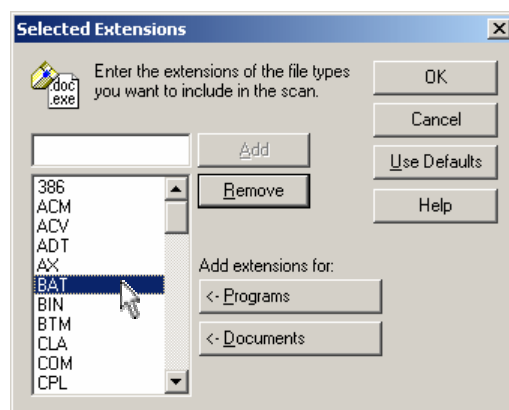 Selected Extensions
doc
.exe
Enter the extensions of the file types
you want to include in the scan.
OK
Cancel
Use Defaults
Help
Add
Remove
386
ACM
ACV
ADT
AX
BAT
BIN
BTM
CLA
COM
CPL
Add extensions for:
<- Programs
<- Documents